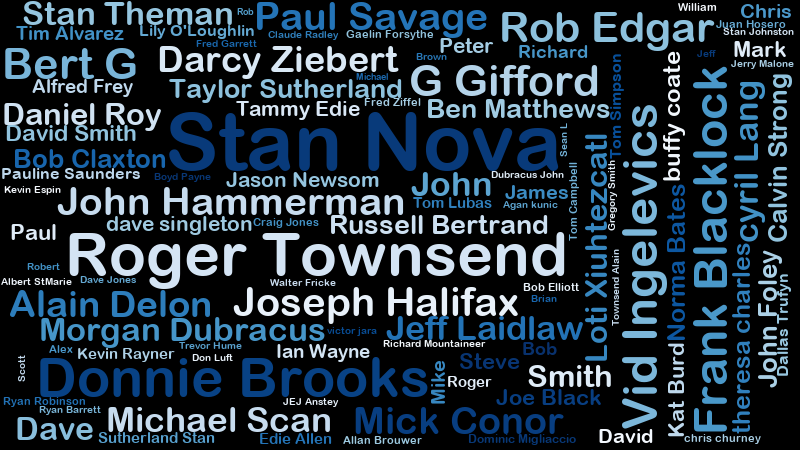 Stan Theman
Rob
Paul Savage
Rob Edgar
William
Chris
Tim Alvarez
Lily O'Loughlin
Claude Radley
Gaelin Forsythe
Juan Hosero
Stan Johnston
Fred Garrett
Peter
Richard
Mark
Bert G
Darcy Ziebert
Brown
Jeff
Jerry Malone
Alfred Frey
Taylor Sutherland
Michael
G Gifford
Tom Simpson
buffy coate
Frank Blacklock
Daniel Roy
Tammy Edie
Fred Ziffel
Ben Matthews
cyril Lang
Calvin Strong
David Smith
Stan Nova
Sean L
Loti Xiuhtezcatl
Vid Ingelevics
Bob Claxton
Pauline Saunders
Boyd Payne
Jason Newsom
John
Dubracus John
Tom Campbell
Gregory Smith
Kevin Espin
John Hammerman
Tom Lubas
James
Agan kunic
Norma Bates
dave singleton
Craig Jones
Russell Bertrand
Paul
Roger Townsend
Townsend Alain
theresa charles
John Foley
Dallas Trufyn
Robert
Albert StMarie
Dave Jones
Walter Fricke
Bob Elliott
Alain Delon
Joseph Halifax
Brian
Morgan Dubracus
victor jara
Jeff Laidlaw
Alex
Kevin Rayner
Trevor Hume
Don Luft
Ian Wayne
Richard Mountaineer
Bob
Kat Burd
Scott
Donnie Brooks
Mike
Steve
Roger
Smith
Ryan Robinson
Ryan Barrett
JEJ Anstey
Joe Black
Dave
Michael Scan
Mick Conor
Sutherland Stan
Edie Allen
Allan Brouwer
Dominic Migliaccio
David
chris churney